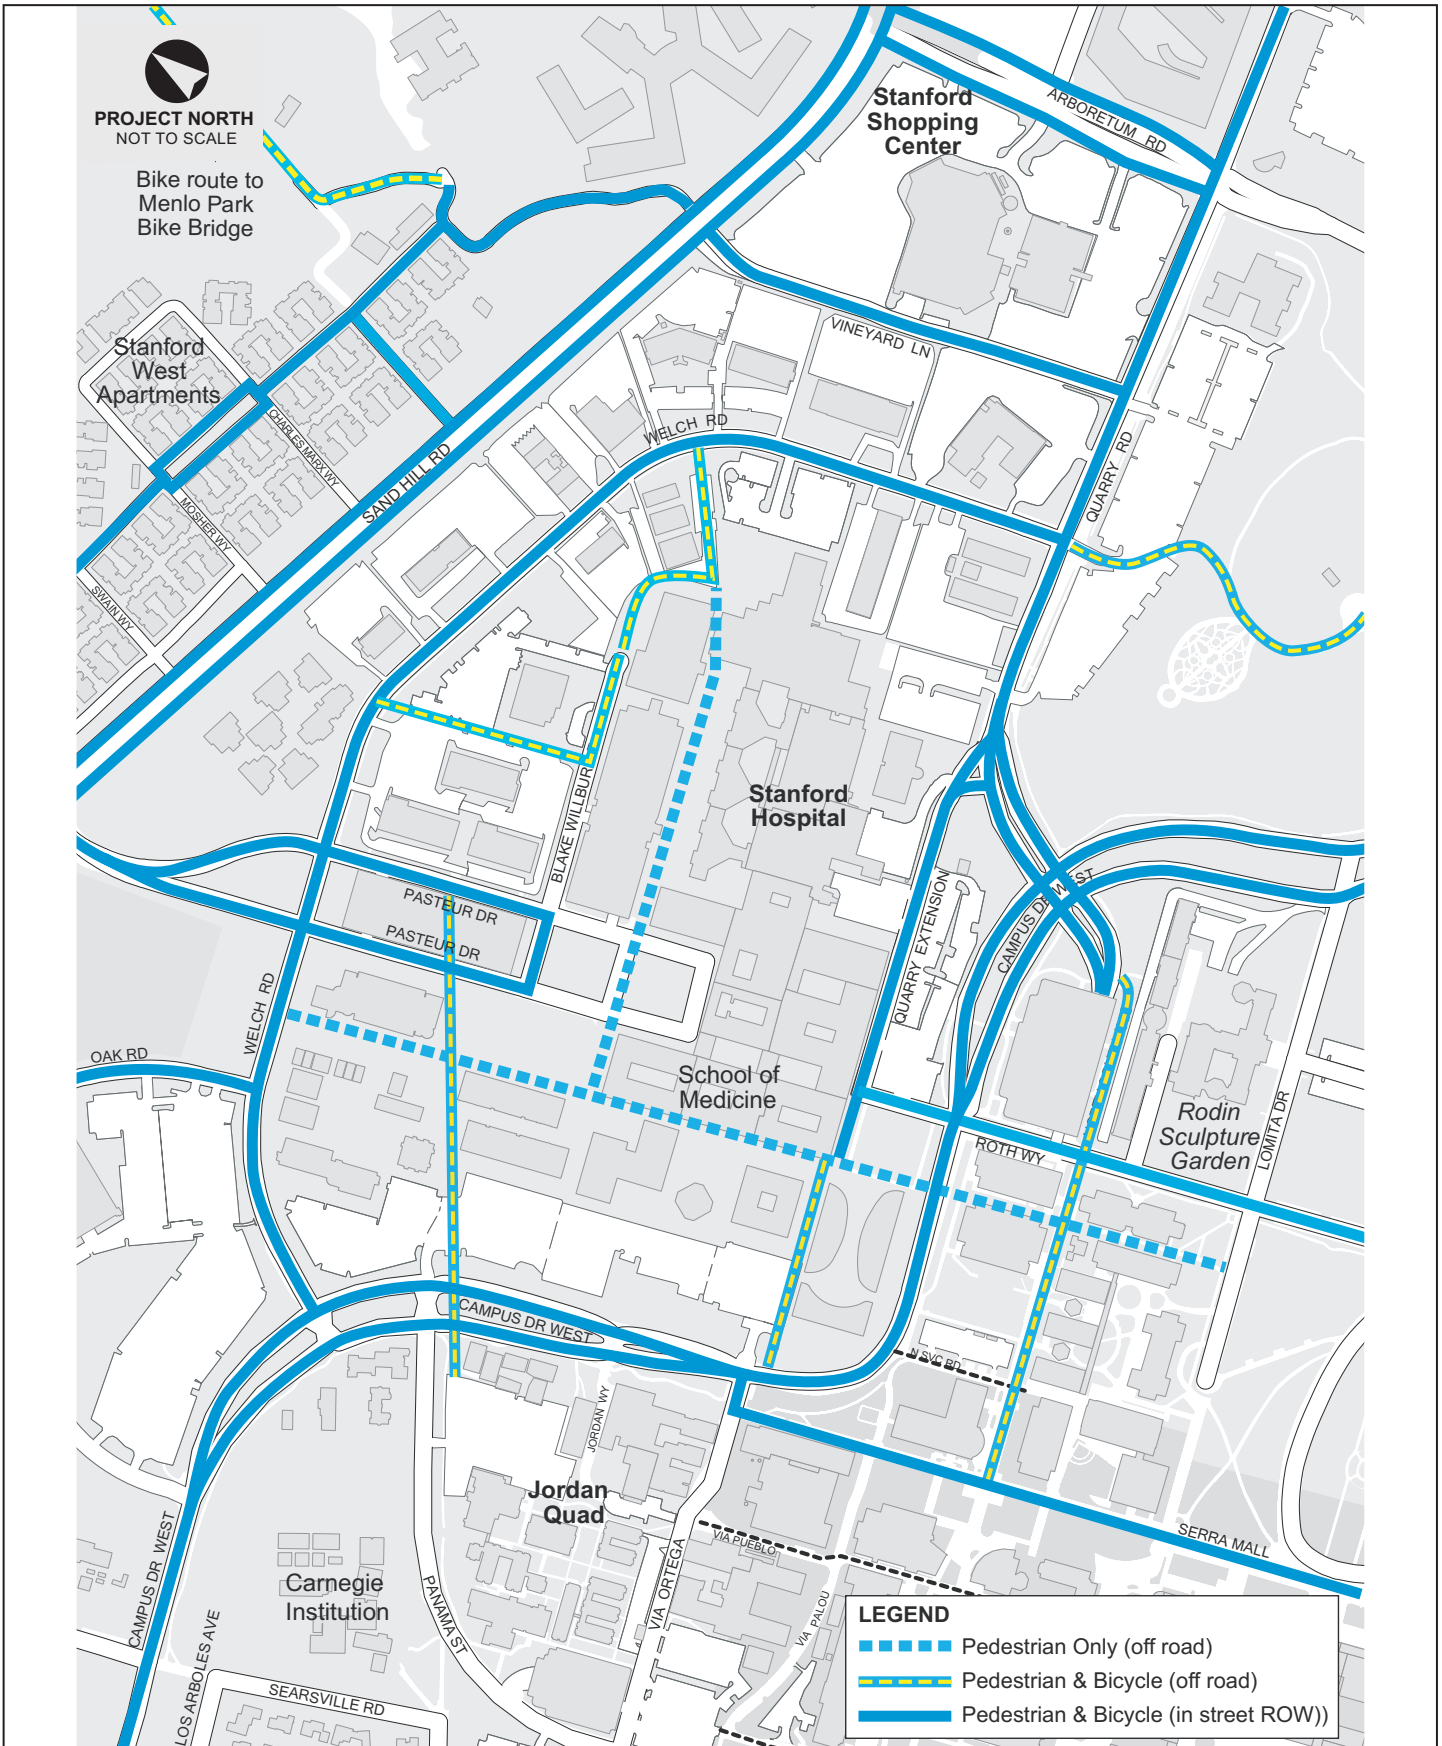 PROJECT NORTH
NOT TO SCALE
Bike route to
Menlo Park
Bike Bridge
Stanford
Shopping
Center
ARBORETUM RD
VINEYARD LN
Stanford
West
Apartments
CHARLES MARX WY
SAND HILL RD
WELCH RD
QUARRY RD
MOSHER WY
SWAIN WY
Stanford
Hospital
BLAKE WILLBUR
PASTEUR DR
PASTEUR DR
QUARRY EXTENSION
CAMPUS DR WEST
WELCH RD
OAK RD
School of
Medicine
Rodin
Sculpture
Garden
LOMITA DR
ROTH WY
CAMPUS DR WEST
N SVC RD
JORDAN WY
Jordan
Quad
SERRA MALL
VIA PUEBLO
VIA ORTEGA
VIA PALOU
CAMPUS DR WEST
Carnegie
Institution
PANAMA ST
LOS ARBOLES AVE
SEARSVILLE RD
LEGEND
Pedestrian Only (off road)
Pedestrian & Bicycle (off road)
Pedestrian & Bicycle (in street ROW))